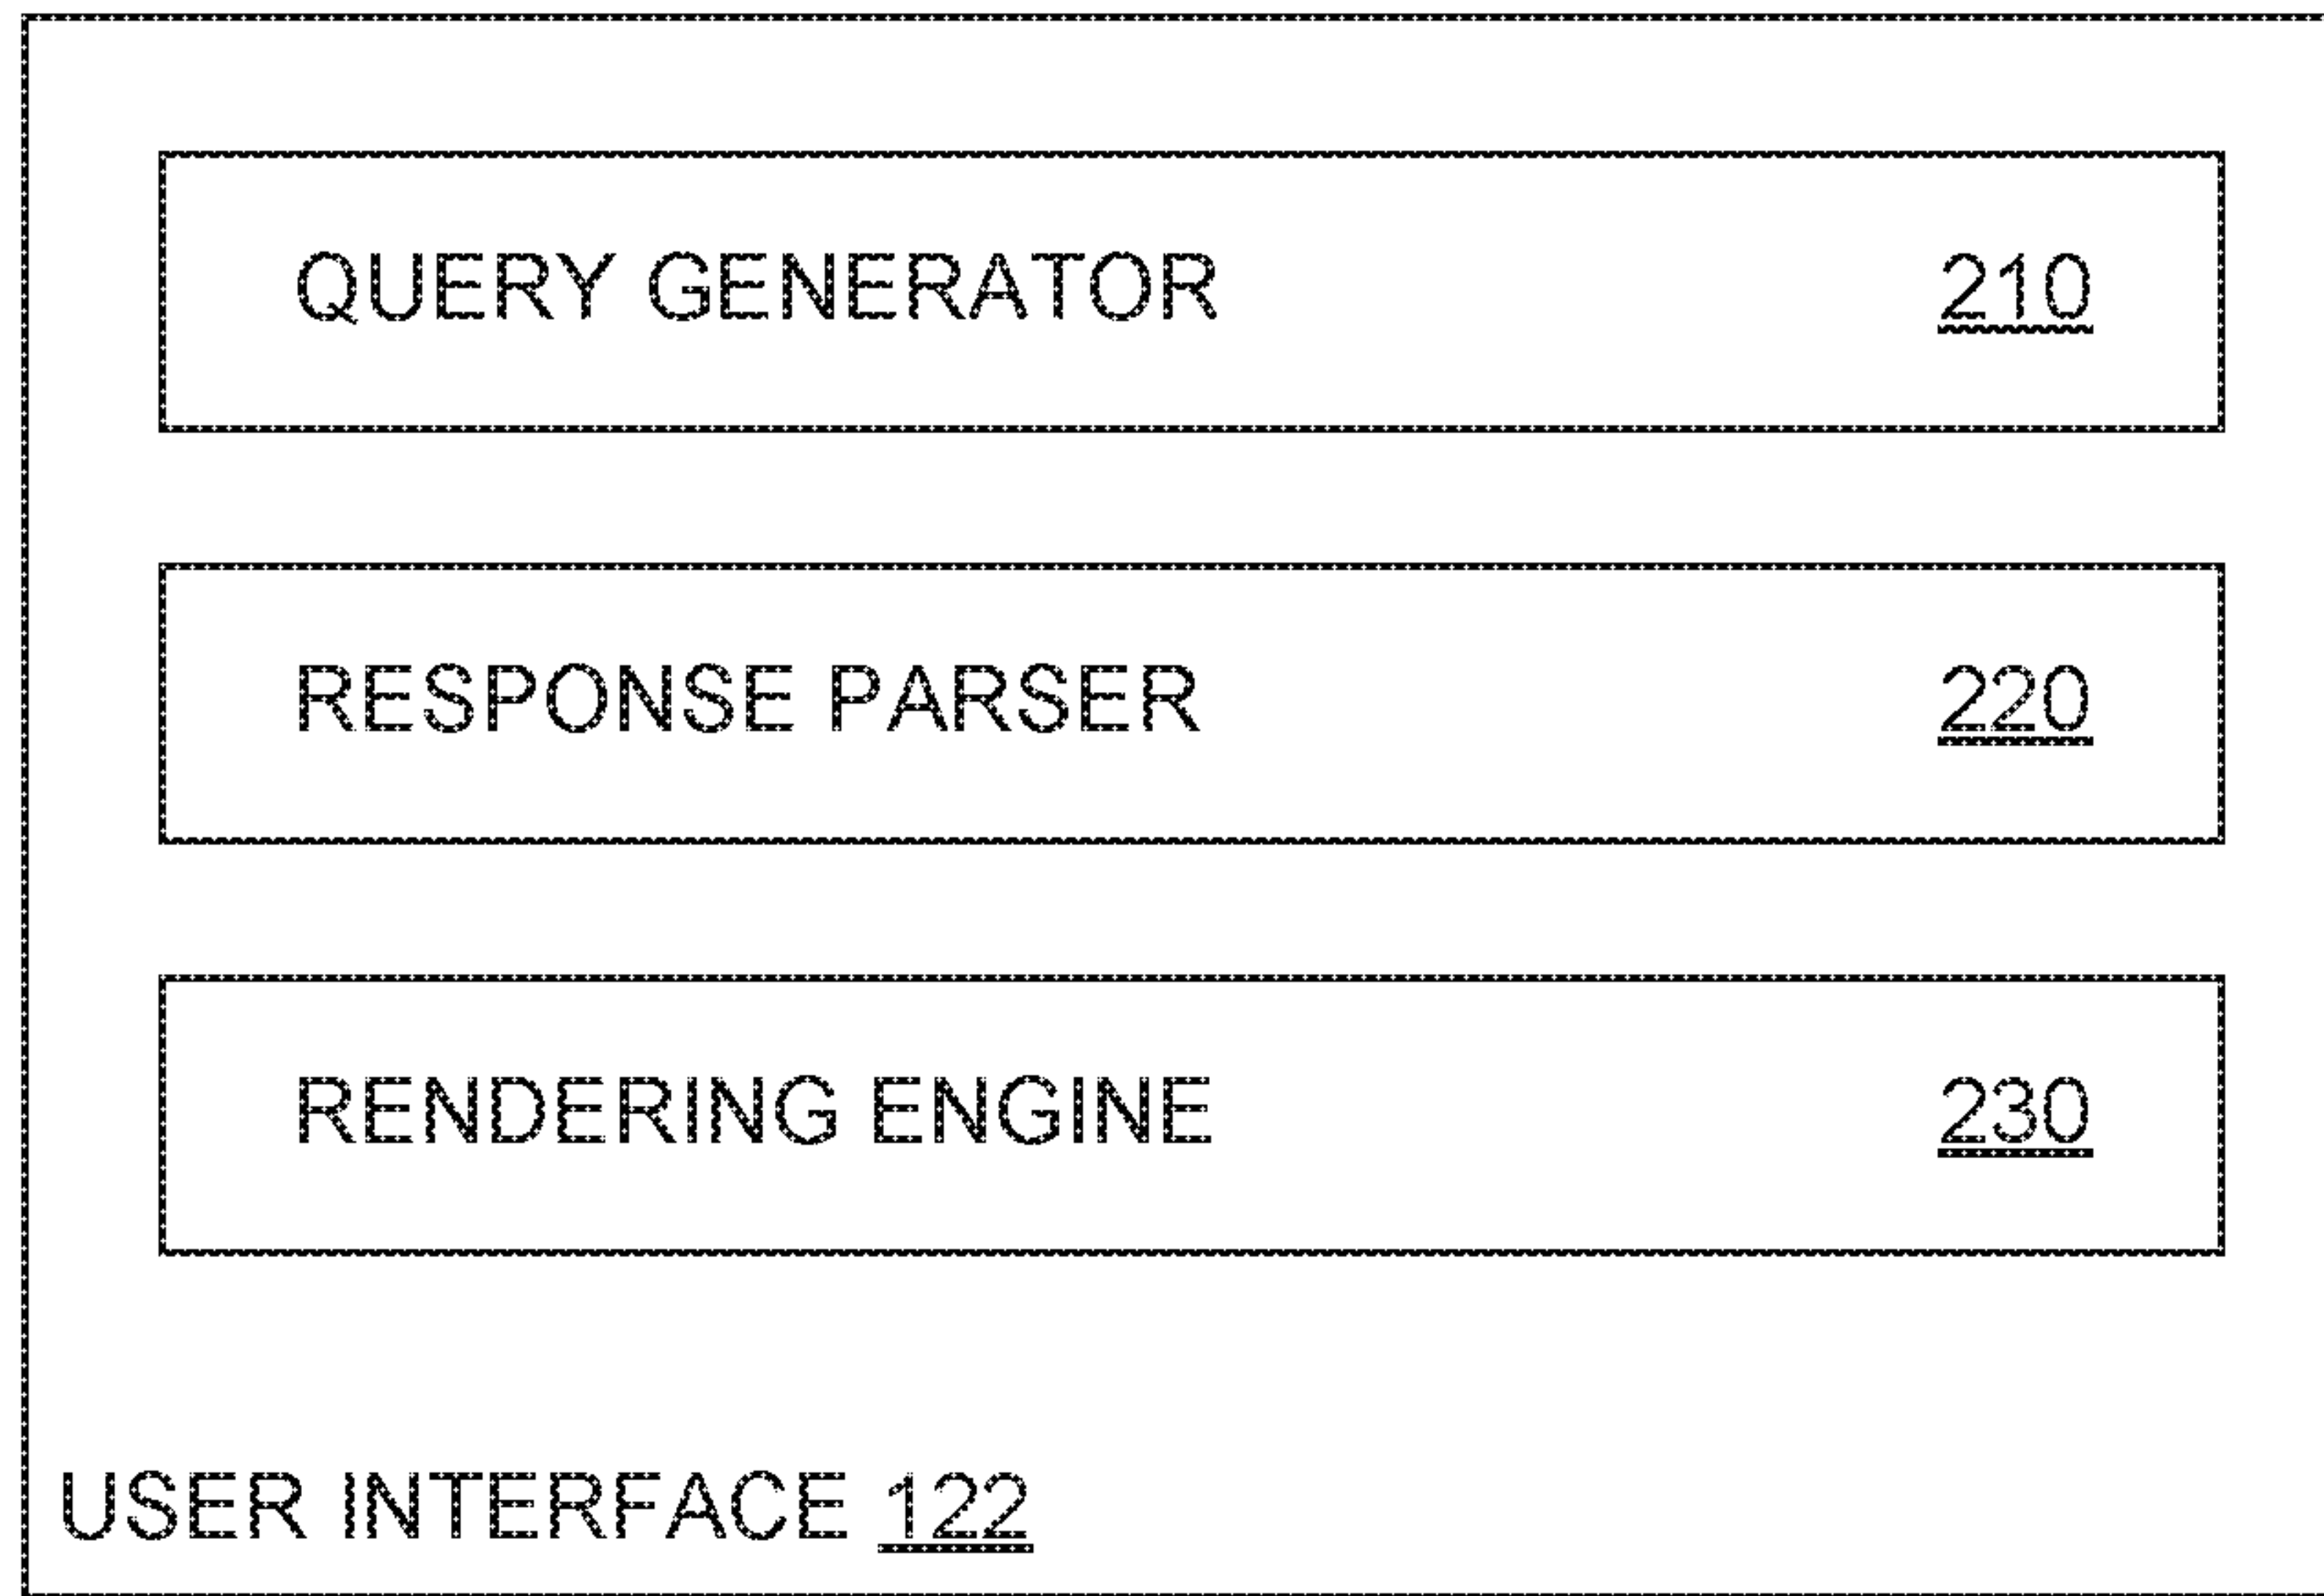 QUERY GENERATOR 210
RESPONSE PARSER 220
RENDERING ENGINE 230
USER INTERFACE 122